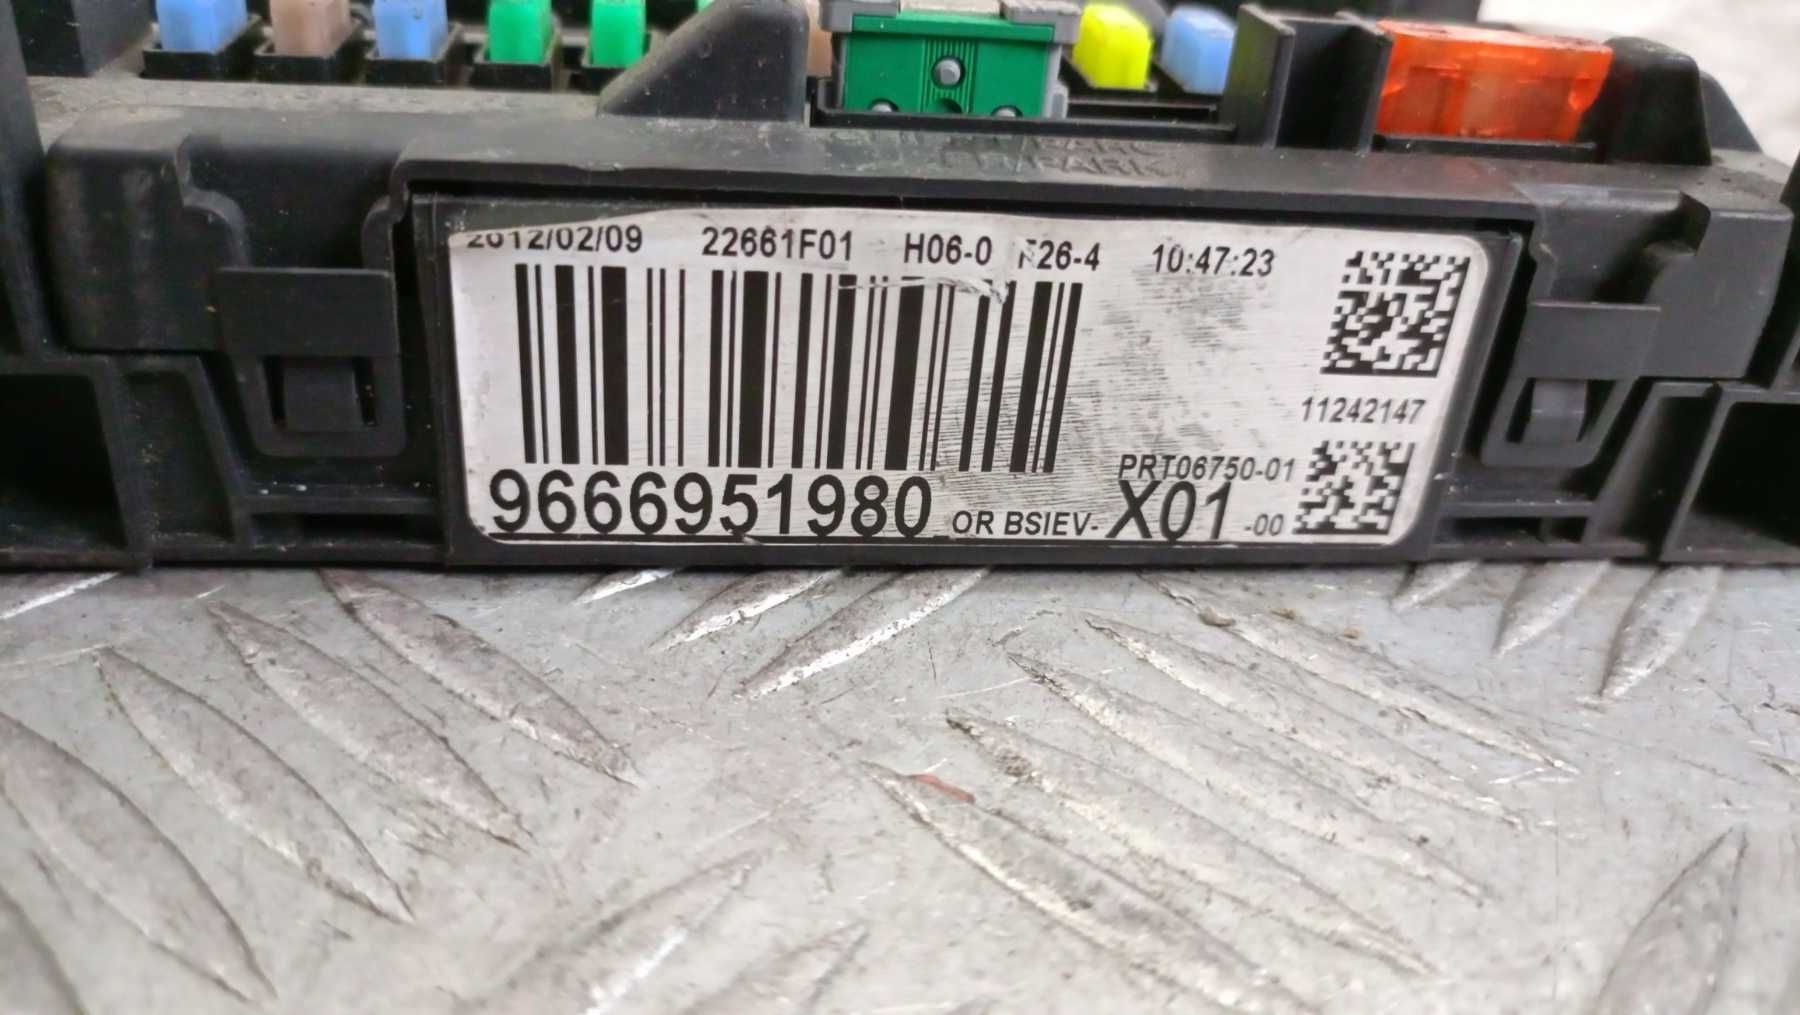 2012/02/09 22661F01 H06-0 F26-4 10:47:23
11242147
PRT06750-01
9666951980 OR BSIEV- X01 -00